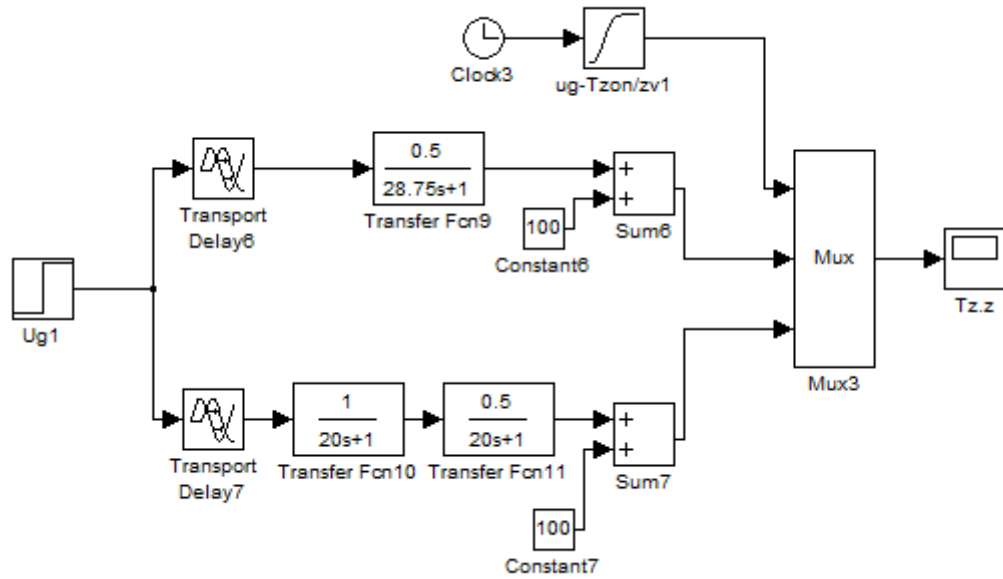 Clock3
ug-Tzon/zv1
Transport
Delay6
0.5
28.75s+1
Transfer Fcn9
+
+
Sum6
100
Constant6
Mux
Mux3
Tz.z
Ug1
Transport
Delay7
1
20s+1
Transfer Fcn10
0.5
20s+1
Transfer Fcn11
+
+
Sum7
100
Constant7